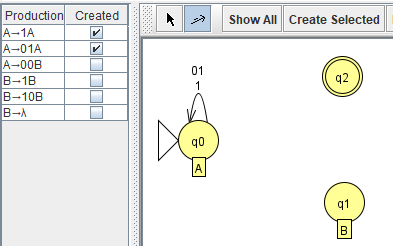 Production Created
A→1A
A→01A
A→00B
B→1B
B→10B
B→λ
Show All Create Selected
01
1
q0
A
q2
q1
B